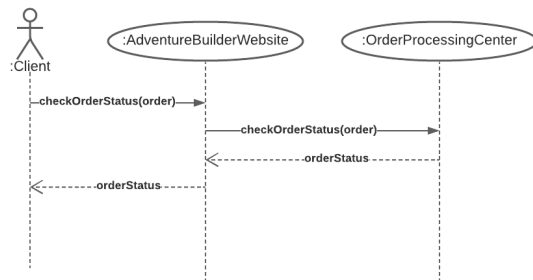 :AdventureBuilderWebsite
:OrderProcessingCenter
:Client
checkOrderStatus(order)
checkOrderStatus(order)
orderStatus
orderStatus